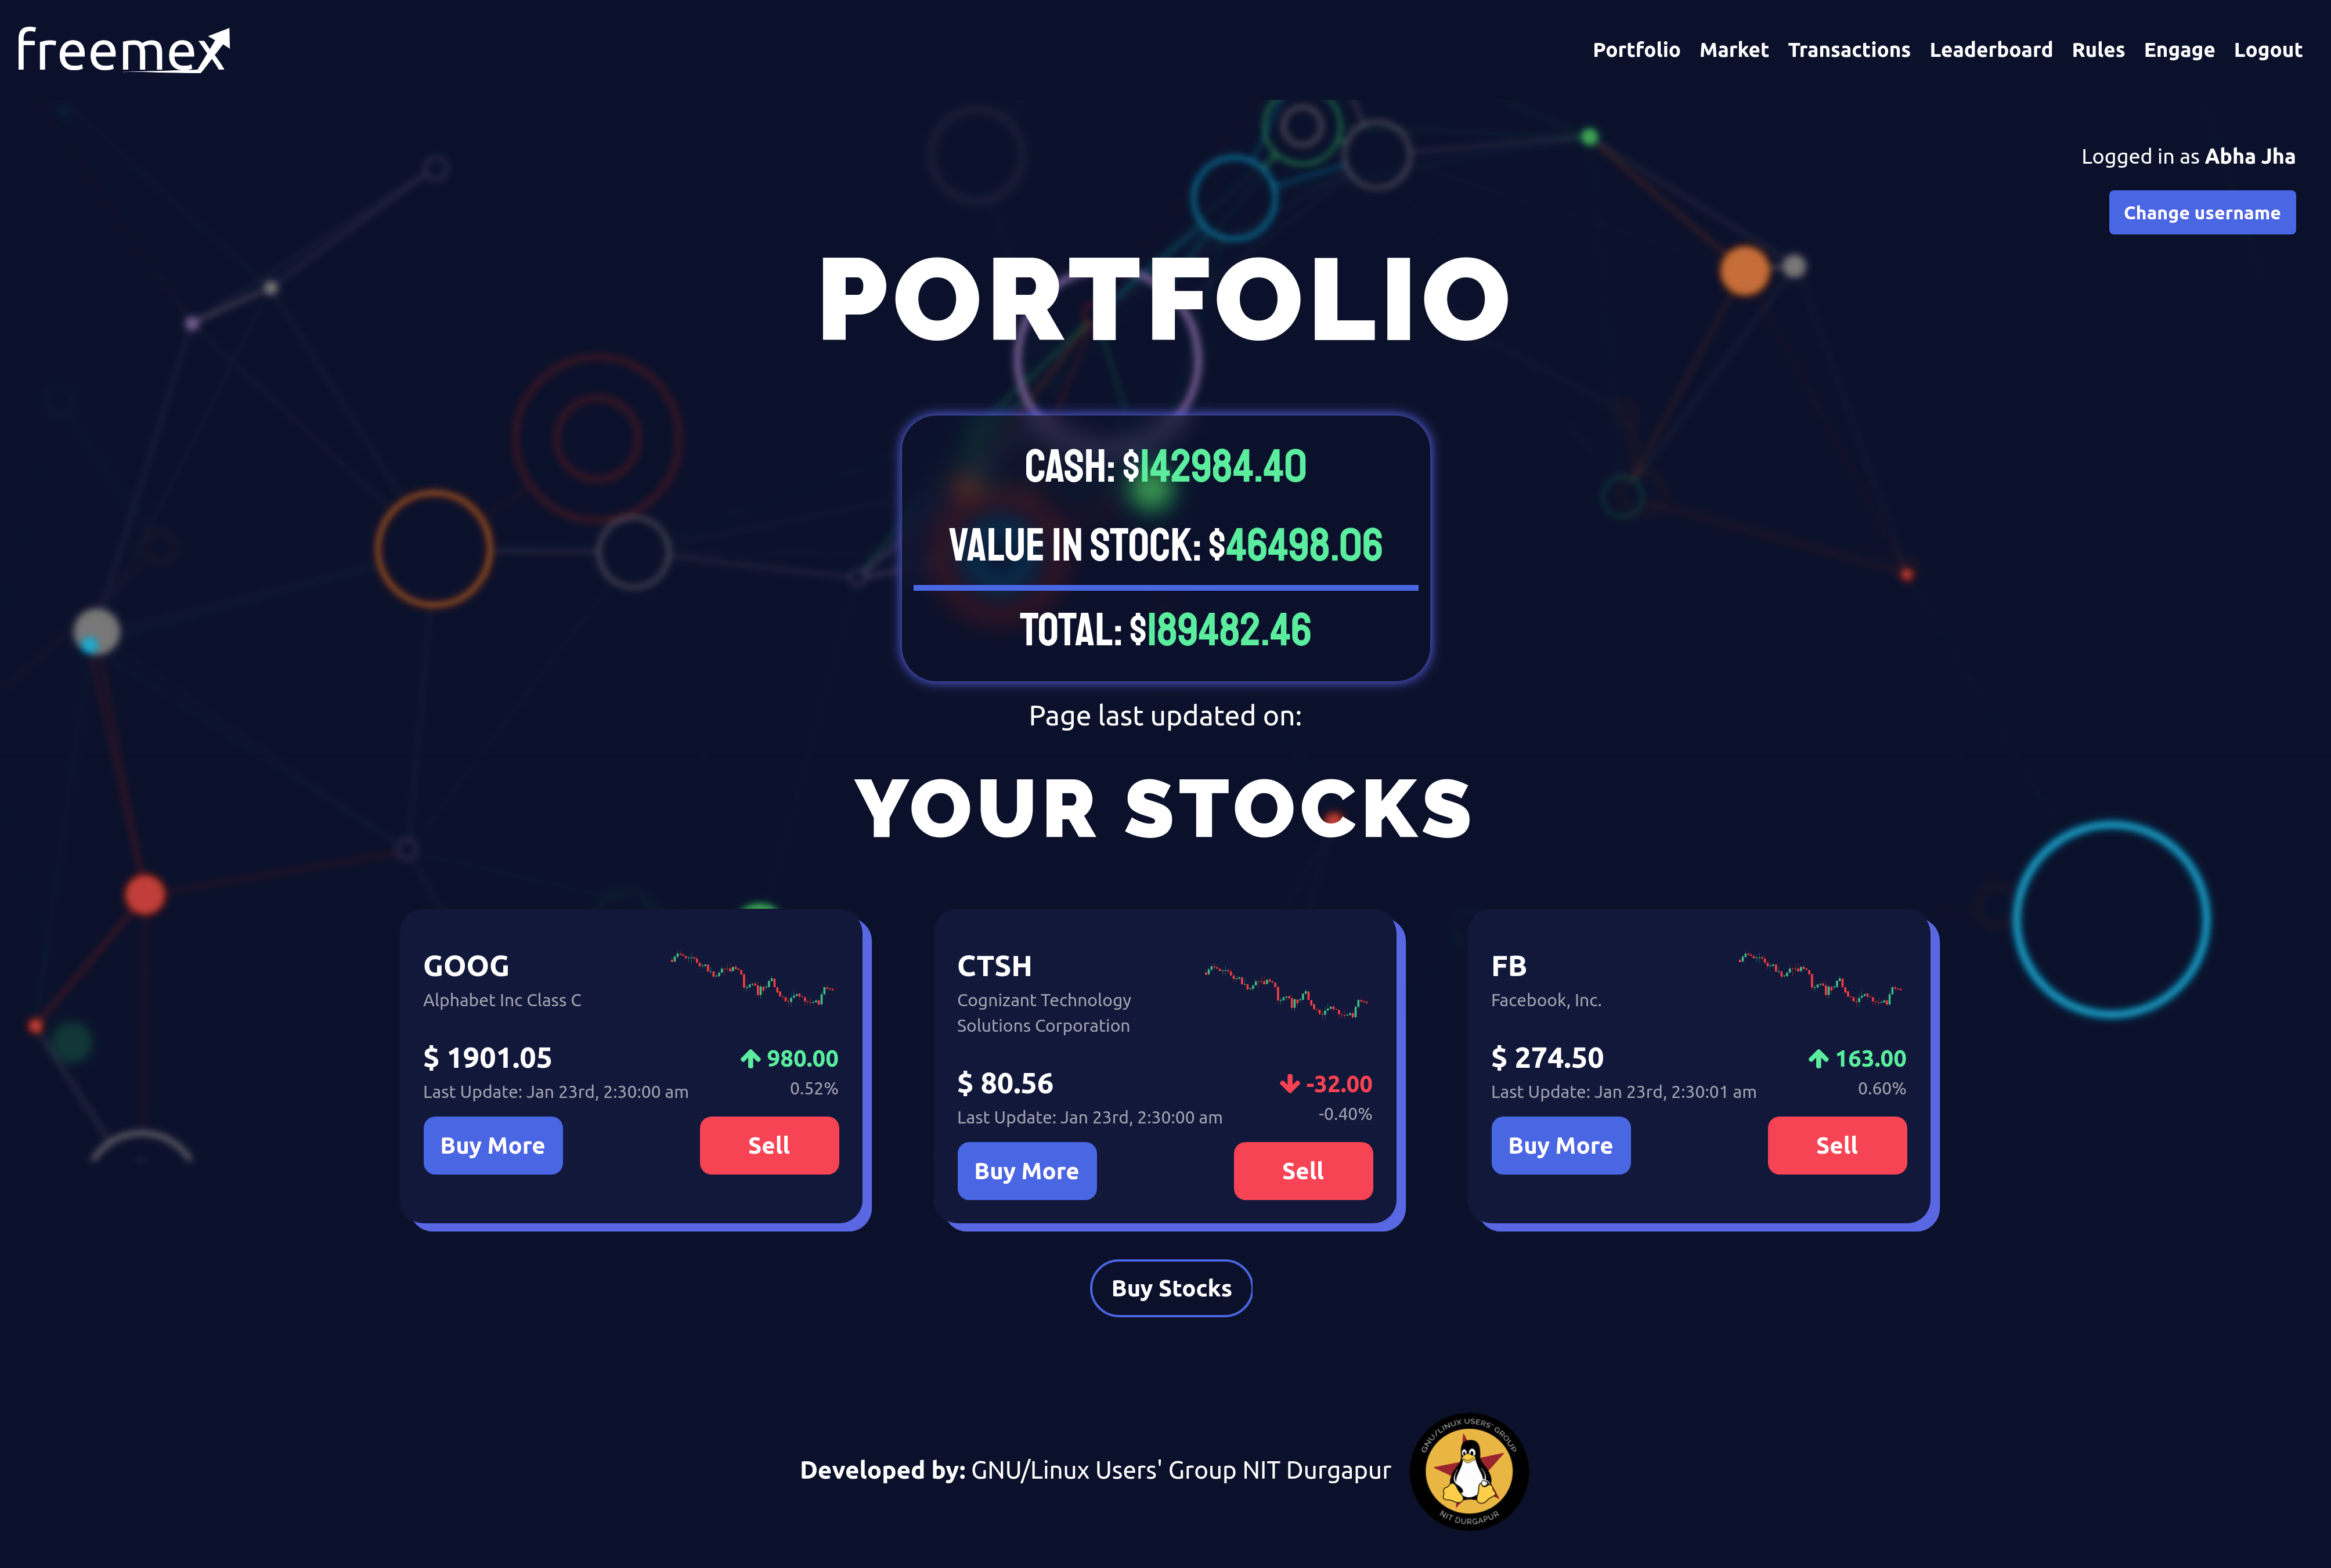 freemex
Portfolio Market Transactions Leaderboard Rules Engage Logout
Logged in as Abha Jha
Change username
PORTFOLIO
CASH: $142984.40
VALUE IN STOCK: $46498.06
TOTAL: $189482.46
Page last updated on:
YOUR STOCKS
GOOG
Alphabet Inc Class C
$ 1901.05
980.00
Last Update: Jan 23rd, 2:30:00 am
0.52%
Buy More
Sell
CTSH
Cognizant Technology
Solutions Corporation
$ 80.56
-32.00
Last Update: Jan 23rd, 2:30:00 am
-0.40%
Buy More
Sell
FB
Facebook, Inc.
$ 274.50
163.00
Last Update: Jan 23rd, 2:30:01 am
0.60%
Buy More
Sell
Buy Stocks
Developed by: GNU/Linux Users' Group NIT Durgapur
GNU/LINUX USERS' GROUP
NIT DURGAPUR